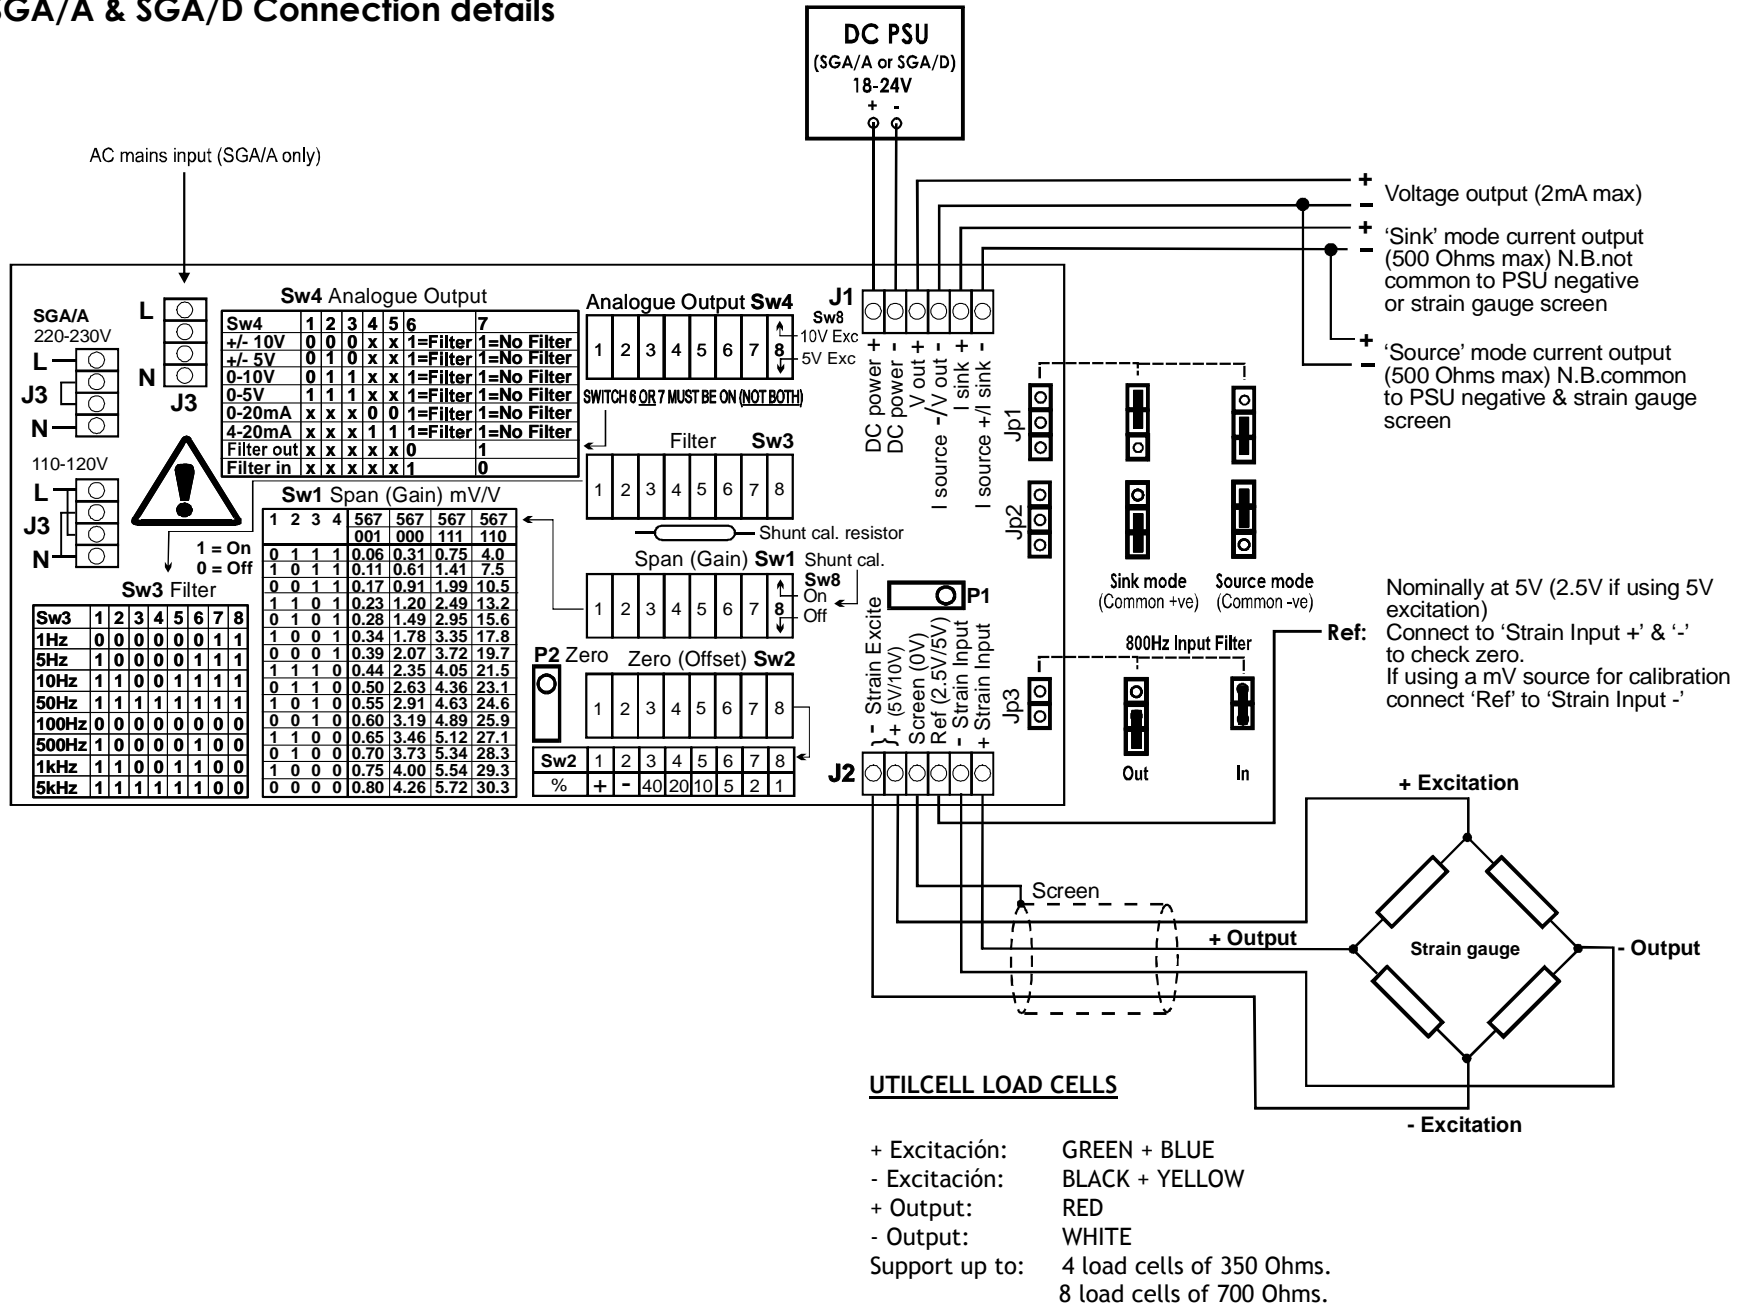 SGA/A & SGA/D Connection details
DC PSU
(SGA/A or SGA/D)
18-24V
+ -
AC mains input (SGA/A only)
+
Voltage output (2mA max)
–
+
'Sink' mode current output
–
(500 Ohms max) N.B.not
common to PSU negative
or strain gauge screen
+
'Source' mode current output
–
(500 Ohms max) N.B.common
to PSU negative & strain gauge
screen
SGA/A
220-230V
L
J3
N
110-120V
L
J3
N
L
N
J3
1 = On
0 = Off
Sw4 Analogue Output
Sw4 1 2 3 4 5 6 7
+/- 10V 0 0 0 x x 1=Filter 1=No Filter
+/- 5V 0 1 0 x x 1=Filter 1=No Filter
0-10V 0 1 1 x x 1=Filter 1=No Filter
0-5V 1 1 1 x x 1=Filter 1=No Filter
0-20mA x x x 0 0 1=Filter 1=No Filter
4-20mA x x x 1 1 1=Filter 1=No Filter
Filter out x x x x x 0 1
Filter in x x x x x 1 0
Analogue Output Sw4
1 2 3 4 5 6 7 8
Sw8
10V Exc
5V Exc
SWITCH 6 OR 7 MUST BE ON (NOT BOTH)
Filter Sw3
1 2 3 4 5 6 7 8
Shunt cal. resistor
Span (Gain) Sw1
Shunt cal.
Sw8
On
Off
1 2 3 4 5 6 7 8
P2 Zero
Zero (Offset) Sw2
1 2 3 4 5 6 7 8
Sw2 1 2 3 4 5 6 7 8
% + - 40 20 10 5 2 1
Sw1 Span (Gain) mV/V
1 2 3 4 567 567 567 567
001 000 111 110
0 1 1 1 0.06 0.31 0.75 4.0
1 0 1 1 0.11 0.61 1.41 7.5
0 0 1 1 0.17 0.91 1.99 10.5
1 1 0 1 0.23 1.20 2.49 13.2
0 1 0 1 0.28 1.49 2.95 15.6
1 0 0 1 0.34 1.78 3.35 17.8
0 0 0 1 0.39 2.07 3.72 19.7
1 1 1 0 0.44 2.35 4.05 21.5
0 1 1 0 0.50 2.63 4.36 23.1
1 0 1 0 0.55 2.91 4.63 24.6
0 0 1 0 0.60 3.19 4.89 25.9
1 1 0 0 0.65 3.46 5.12 27.1
0 1 0 0 0.70 3.73 5.34 28.3
1 0 0 0 0.75 4.00 5.54 29.3
0 0 0 0 0.80 4.26 5.72 30.3
Sw3 Filter
Sw3 1 2 3 4 5 6 7 8
1Hz 0 0 0 0 0 0 1 1
5Hz 1 0 0 0 0 1 1 1
10Hz 1 1 0 0 1 1 1 1
50Hz 1 1 1 1 1 1 1 1
100Hz 0 0 0 0 0 0 0 0
500Hz 1 0 0 0 0 1 0 0
1kHz 1 1 0 0 1 1 0 0
5kHz 1 1 1 1 1 1 0 0
J1
DC power +
DC power -
V out +
I source -/V out -
I sink +
I source +/I sink -
Jp1
Jp2
Sink mode
(Common +ve)
Source mode
(Common -ve)
P1
800Hz Input Filter
Jp3
Out
In
- Strain Excite
}+ (5V/10V)
Screen (0V)
Ref (2.5V/5V)
- Strain Input
+ Strain Input
J2
Nominally at 5V (2.5V if using 5V
excitation)
Ref: Connect to 'Strain Input +' & '-'
to check zero.
If using a mV source for calibration
connect 'Ref' to 'Strain Input -'
+ Excitation
Screen
+ Output
Strain gauge
- Output
- Excitation
UTILCELL LOAD CELLS
+ Excitación: GREEN + BLUE
- Excitación: BLACK + YELLOW
+ Output: RED
- Output: WHITE
Support up to: 4 load cells of 350 Ohms.
8 load cells of 700 Ohms.